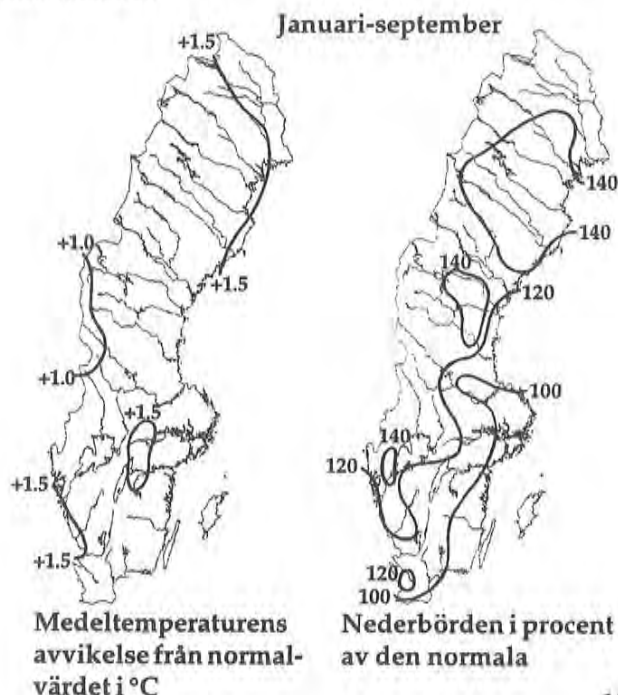 Januari-september
+1.5
+1.5
+1.0
+1.0
+1.5
+1.5
+1.5
140
140
140
120
100
140
120
120
100
Medeltemperaturens
avvikelse från normal-
värdet i °C
Nederbörden i procent
av den normala